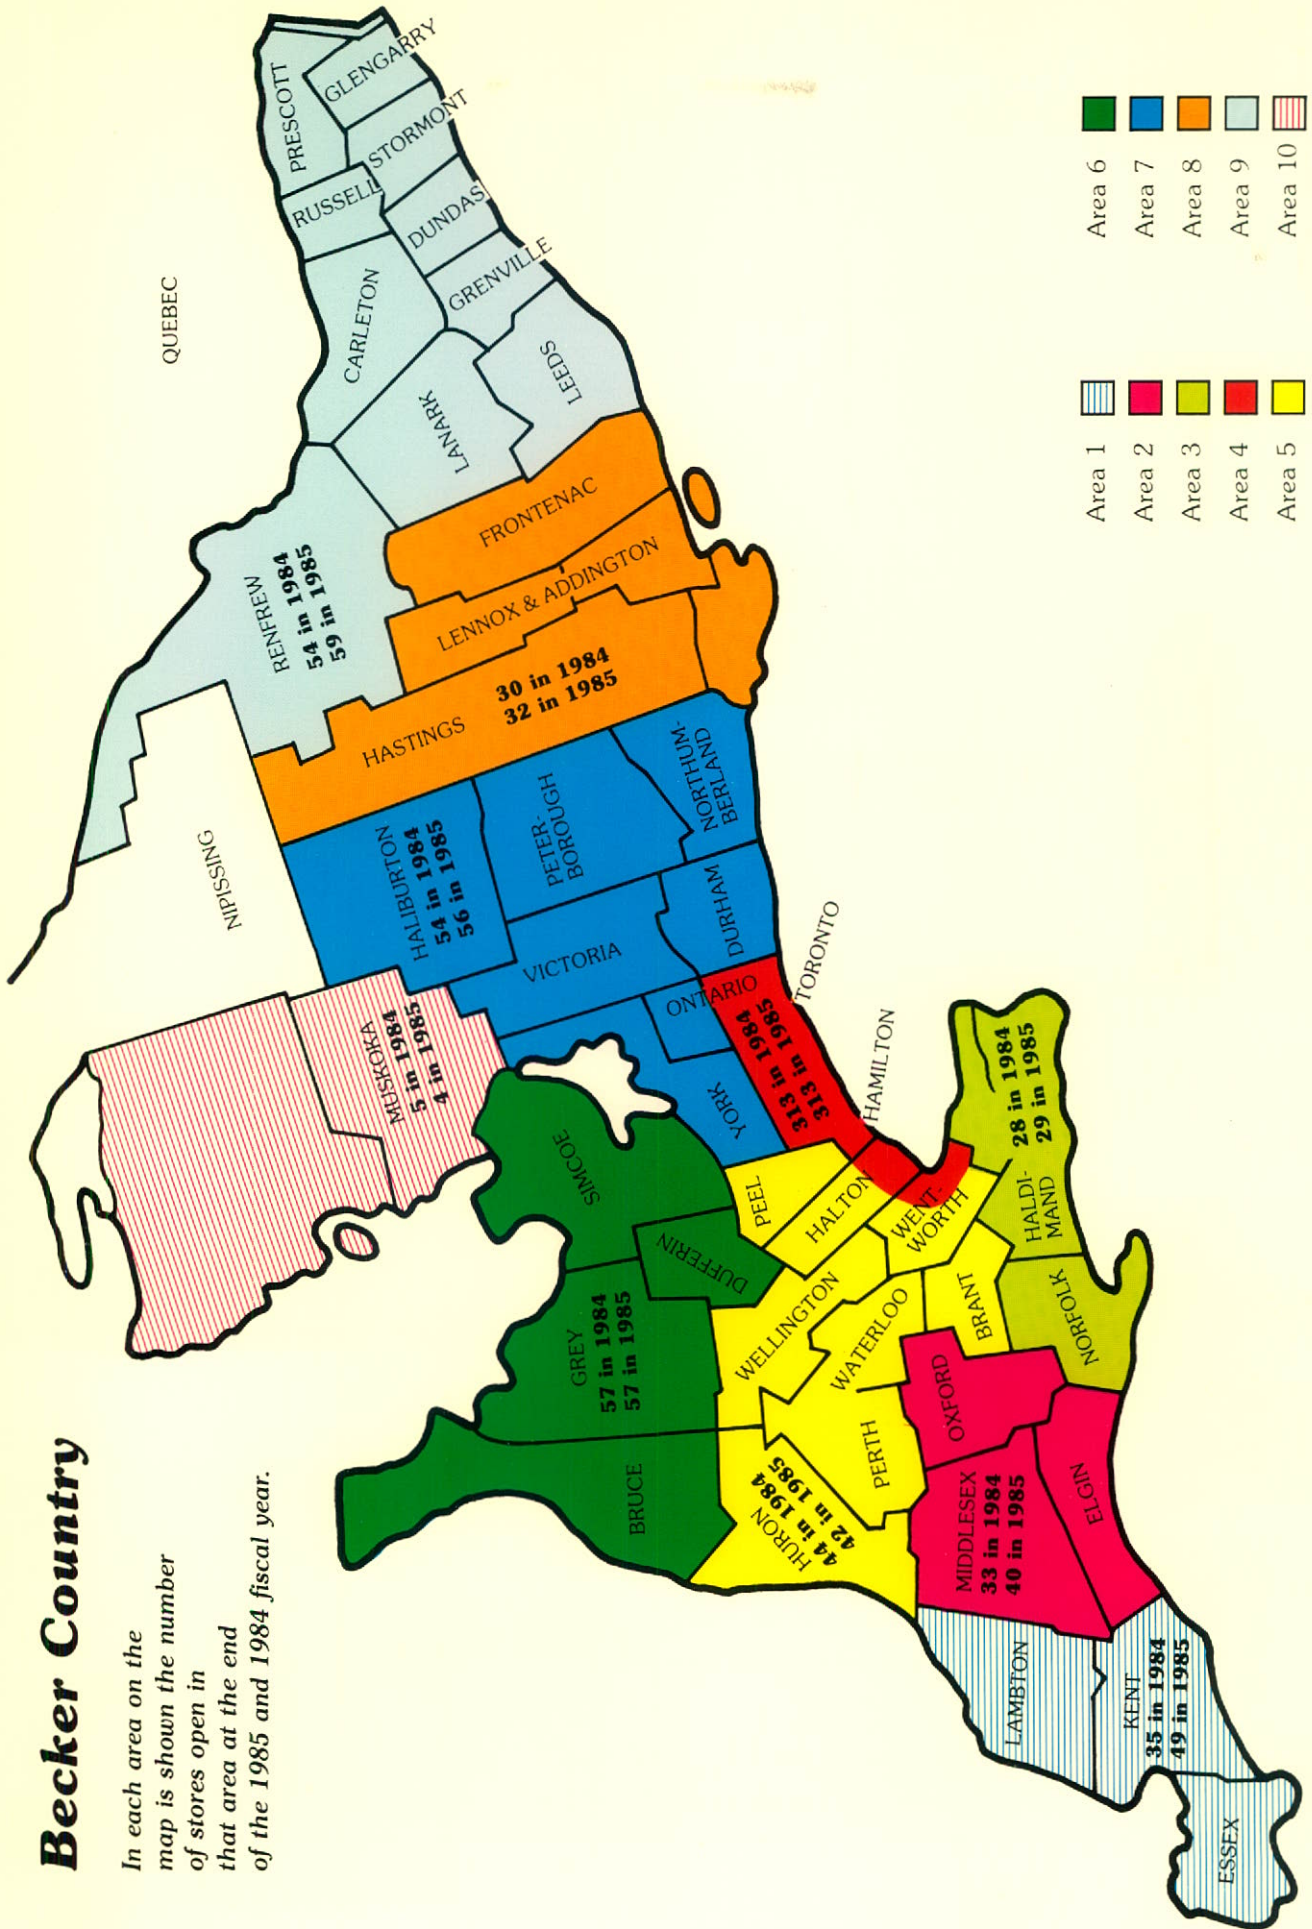 Becker Country
In each area on the
map is shown the number
of stores open in
that area at the end
of the 1985 and 1984 fiscal year.
QUEBEC
PRESCOTT
GLENGARRY
RUSSELL
STORMONT
DUNDAS
CARLETON
GRENVILLE
LANARK
LEEDS
RENFREW
54 in 1984
59 in 1985
FRONTENAC
LENNOX & ADDINGTON
HASTINGS
30 in 1984
32 in 1985
NIPISSING
HALIBURTON
54 in 1984
56 in 1985
PETER-
BOROUGH
NORTHUM-
BERLAND
VICTORIA
DURHAM
ONTARIO
YORK
MUSKOKA
5 in 1984
4 in 1985
313 in 1984
313 in 1985
TORONTO
HAMILTON
SIMCOE
DUFFERIN
GREY
57 in 1984
57 in 1985
BRUCE
PEEL
HALTON
WENT-
WORTH
WELLINGTON
WATERLOO
BRANT
PERTH
HURON
44 in 1984
42 in 1985
28 in 1984
29 in 1985
HALDI-
MAND
NORFOLK
OXFORD
MIDDLESEX
33 in 1984
40 in 1985
ELGIN
LAMBTON
KENT
35 in 1984
49 in 1985
ESSEX
Area 1
Area 2
Area 3
Area 4
Area 5
Area 6
Area 7
Area 8
Area 9
Area 10